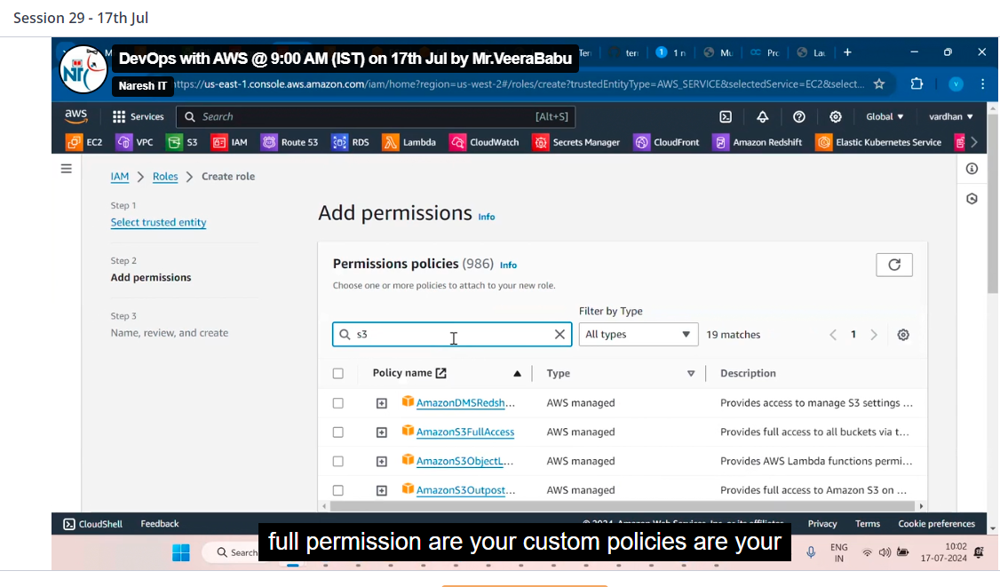 Session 29 - 17th Jul
DevOps with AWS @ 9:00 AM (IST) on 17th Jul by Mr.VeeraBabu
Naresh IT
https://us-east-1.console.aws.amazon.com/iam/home?region=us-west-2#/roles/create?trustedEntityType=AWS_SERVICE&selectedService=EC2&select...
aws
Services
Search
[Alt+S]
Global
vardhan
EC2 VPC S3 IAM Route 53 RDS Lambda CloudWatch Secrets Manager CloudFront Amazon Redshift Elastic Kubernetes Service
IAM > Roles > Create role
Step 1
Select trusted entity
Step 2
Add permissions
Step 3
Name, review, and create
Add permissions Info
Permissions policies (986) Info
Choose one or more policies to attach to your new role.
Filter by Type
s3
All types
19 matches
1
Policy name Type Description
AmazonDMSRedsh... AWS managed Provides access to manage S3 settings ...
AmazonS3FullAccess AWS managed Provides full access to all buckets via t...
AmazonS3ObjectL... AWS managed Provides AWS Lambda functions permi...
AmazonS3Outpost... AWS managed Provides full access to Amazon S3 on ...
CloudShell Feedback
Privacy Terms Cookie preferences
full permission are your custom policies are your
Search
ENG
IN
10:02
17-07-2024